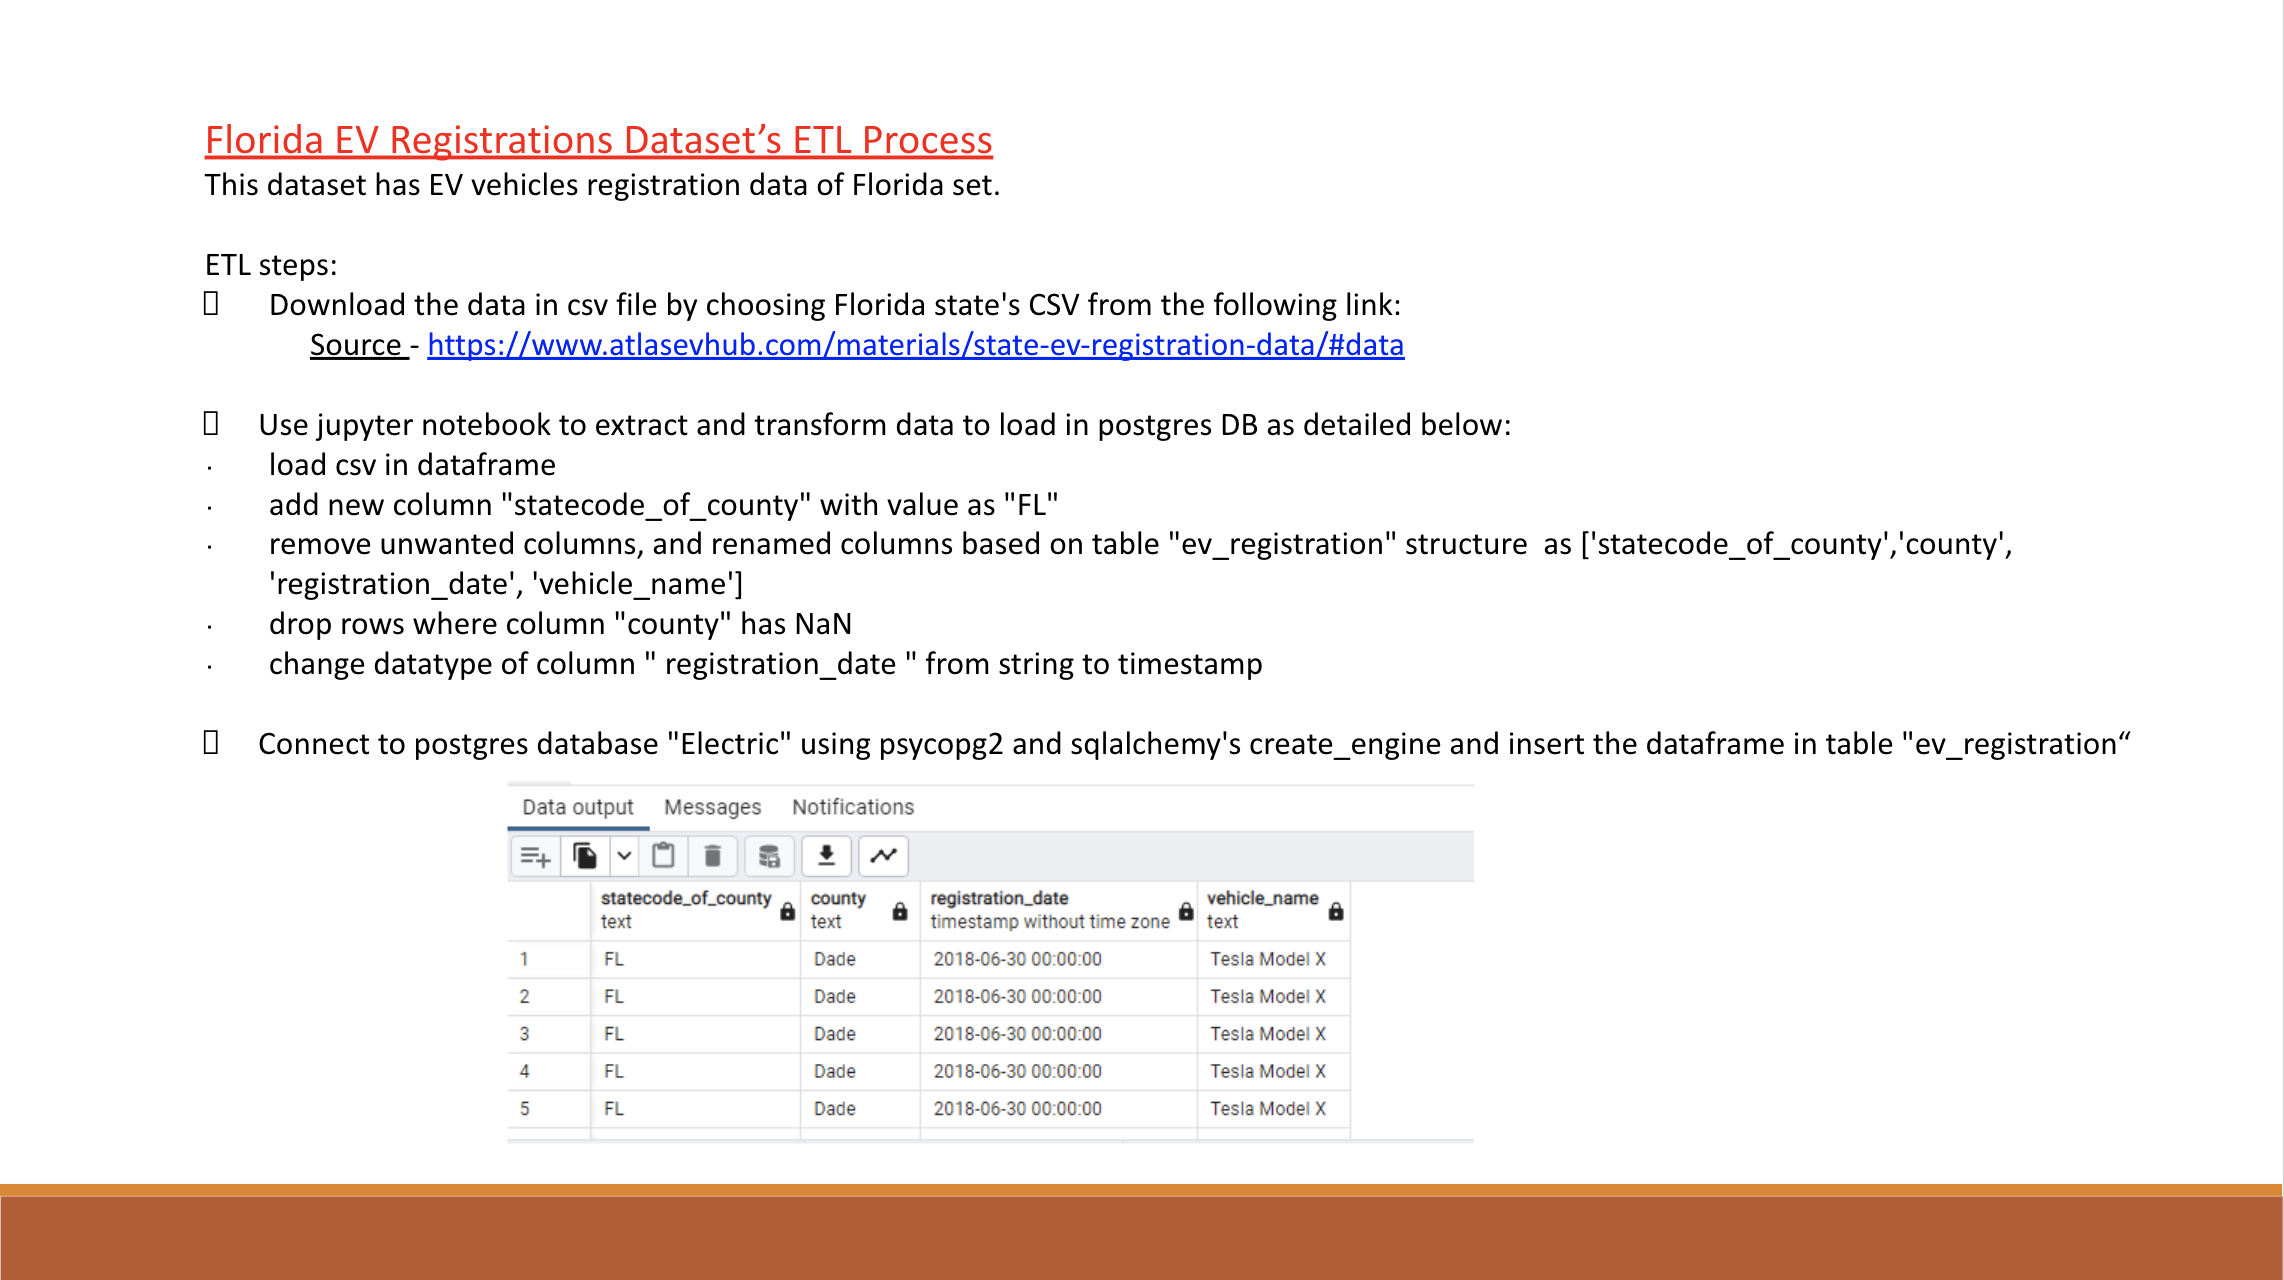 Florida EV Registrations Dataset’s ETL Process
This dataset has EV vehicles registration data of Florida set.
ETL steps:
Download the data in csv file by choosing Florida state's CSV from the following link:
Source - https://www.atlasevhub.com/materials/state-ev-registration-data/#data
Use jupyter notebook to extract and transform data to load in postgres DB as detailed below:
· load csv in dataframe
· add new column "statecode_of_county" with value as "FL"
· remove unwanted columns, and renamed columns based on table "ev_registration" structure  as ['statecode_of_county','county',
'registration_date', 'vehicle_name']
· drop rows where column "county" has NaN
· change datatype of column " registration_date " from string to timestamp
Connect to postgres database "Electric" using psycopg2 and sqlalchemy's create_engine and insert the dataframe in table "ev_registration“
Data output Messages Notifications
statecode_of_county county registration_date vehicle_name
text text timestamp without time zone text
1 FL Dade 2018-06-30 00:00:00 Tesla Model X
2 FL Dade 2018-06-30 00:00:00 Tesla Model X
3 FL Dade 2018-06-30 00:00:00 Tesla Model X
4 FL Dade 2018-06-30 00:00:00 Tesla Model X
5 FL Dade 2018-06-30 00:00:00 Tesla Model X